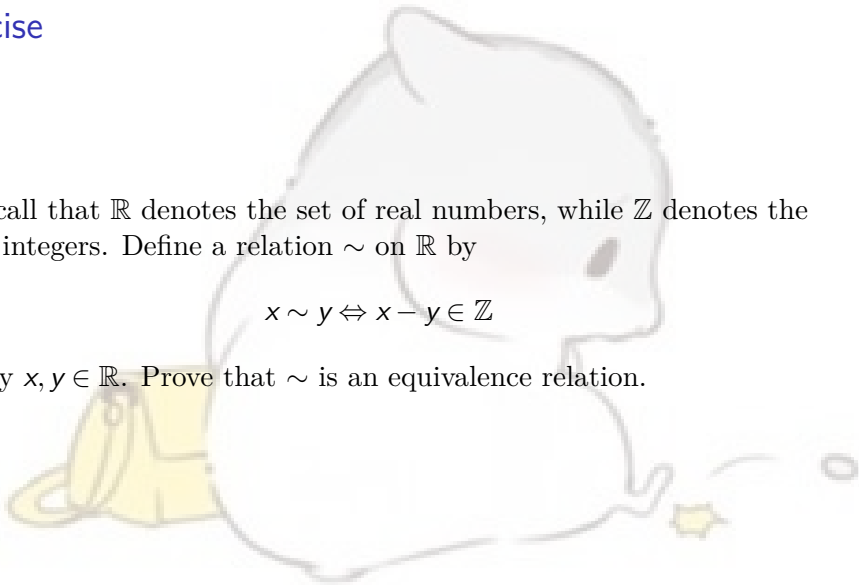 cise
call that ℝ denotes the set of real numbers, while ℤ denotes the
integers. Define a relation ∼ on ℝ by
x ∼ y ⇔ x − y ∈ ℤ
y x, y ∈ ℝ. Prove that ∼ is an equivalence relation.